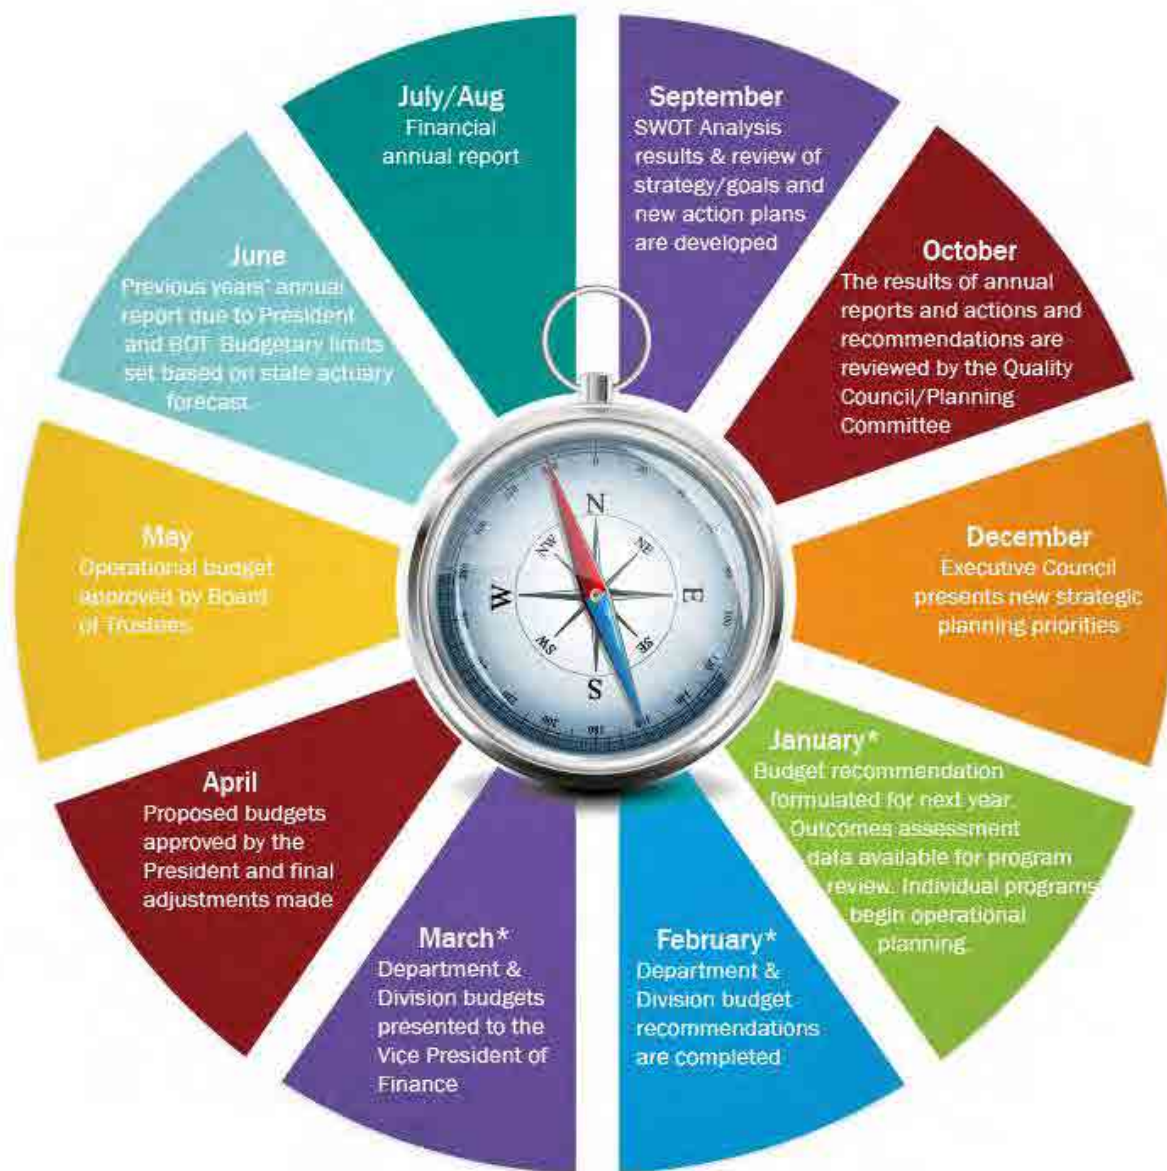 July/Aug
Financial
annual report
September
SWOT Analysis
results & review of
strategy/goals and
new action plans
are developed
October
The results of annual
reports and actions and
recommendations are
reviewed by the Quality
Council/Planning
Committee
December
Executive Council
presents new strategic
planning priorities
January*
Budget recommendation
formulated for next year.
Outcomes assessment
data available for program
review. Individual programs
begin operational
planning.
February*
Department &
Division budget
recommendations
are completed
March*
Department &
Division budgets
presented to the
Vice President of
Finance
April
Proposed budgets
approved by the
President and final
adjustments made
May
Operational budget
approved by Board
of Trustees.
June
Previous years' annual
report due to President
and BOT. Budgetary limits
set based on state actuary
forecast.
N
NE
E
SE
S
SW
W
NW